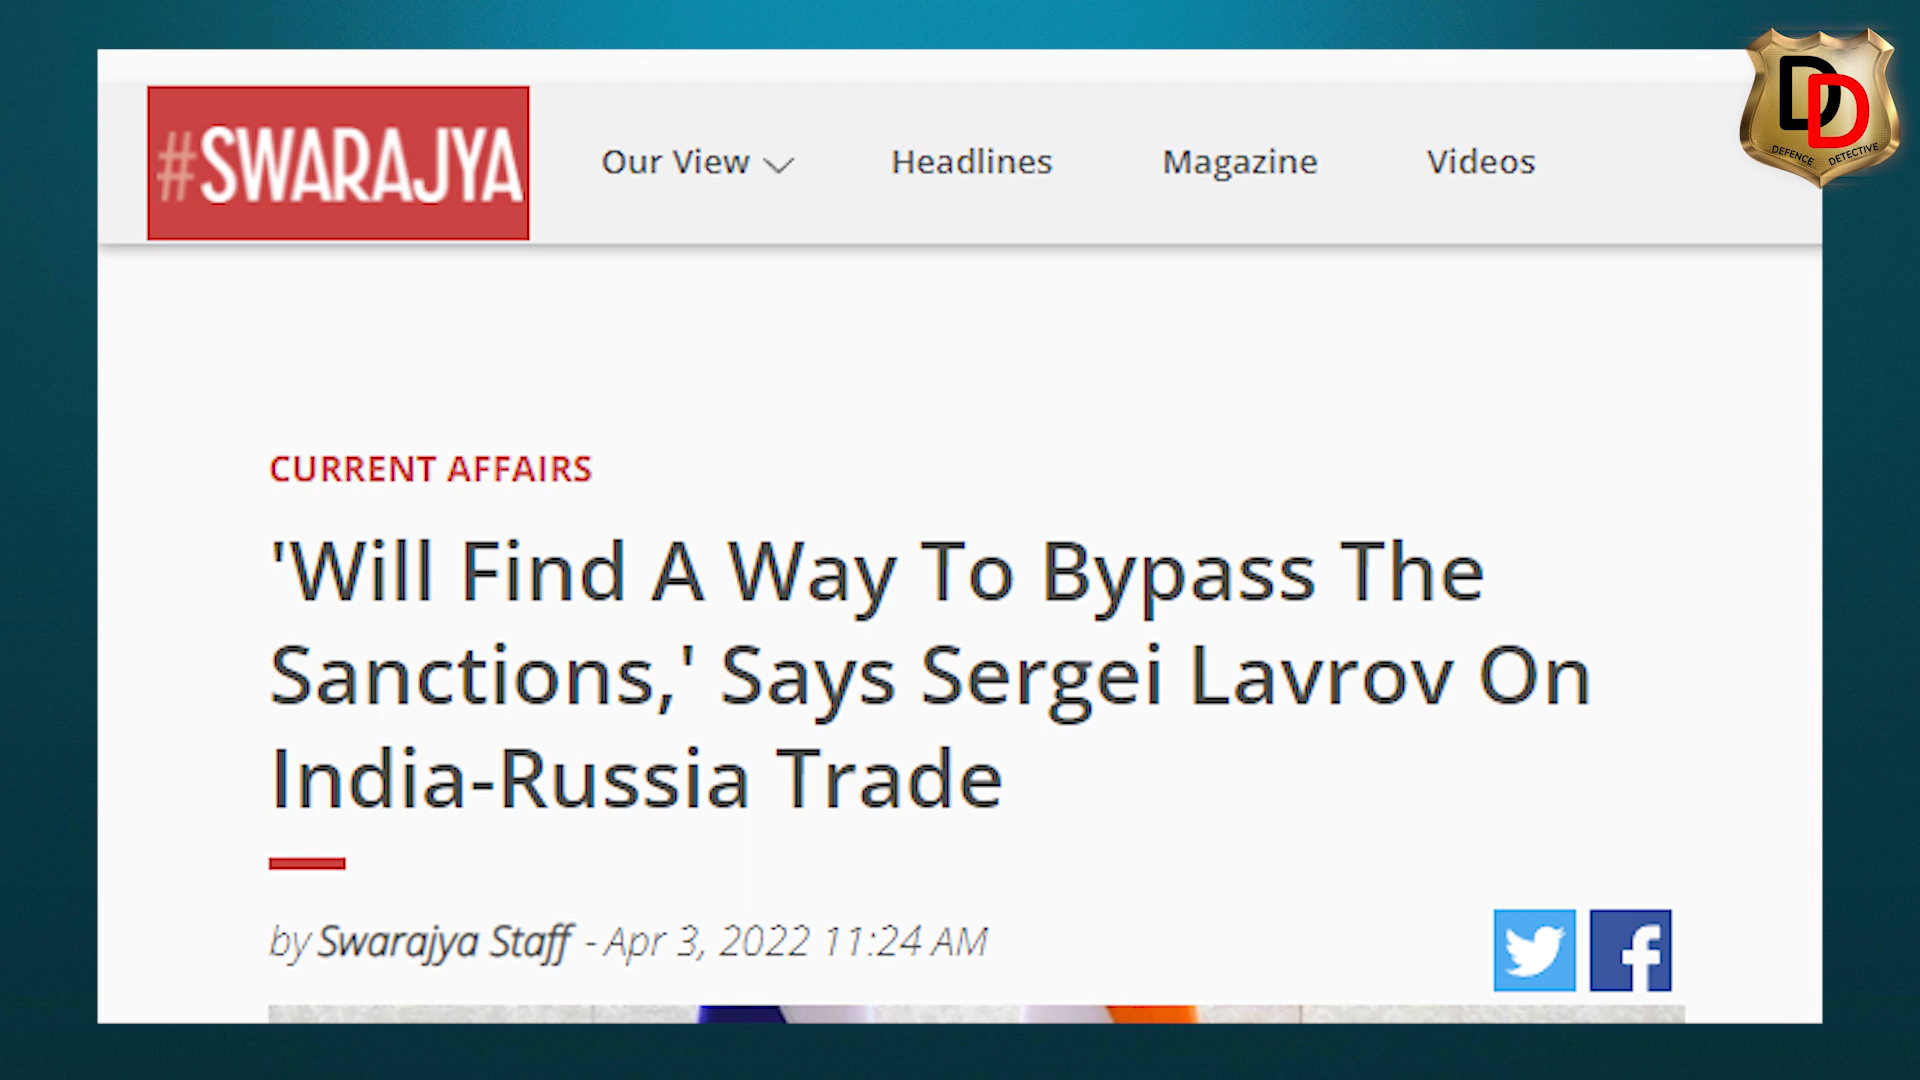 #SWARAJYA
Our View
Headlines
Magazine
Videos
DD
DEFENCE DETECTIVE
CURRENT AFFAIRS
'Will Find A Way To Bypass The
Sanctions,' Says Sergei Lavrov On
India-Russia Trade
by Swarajya Staff - Apr 3, 2022 11:24 AM